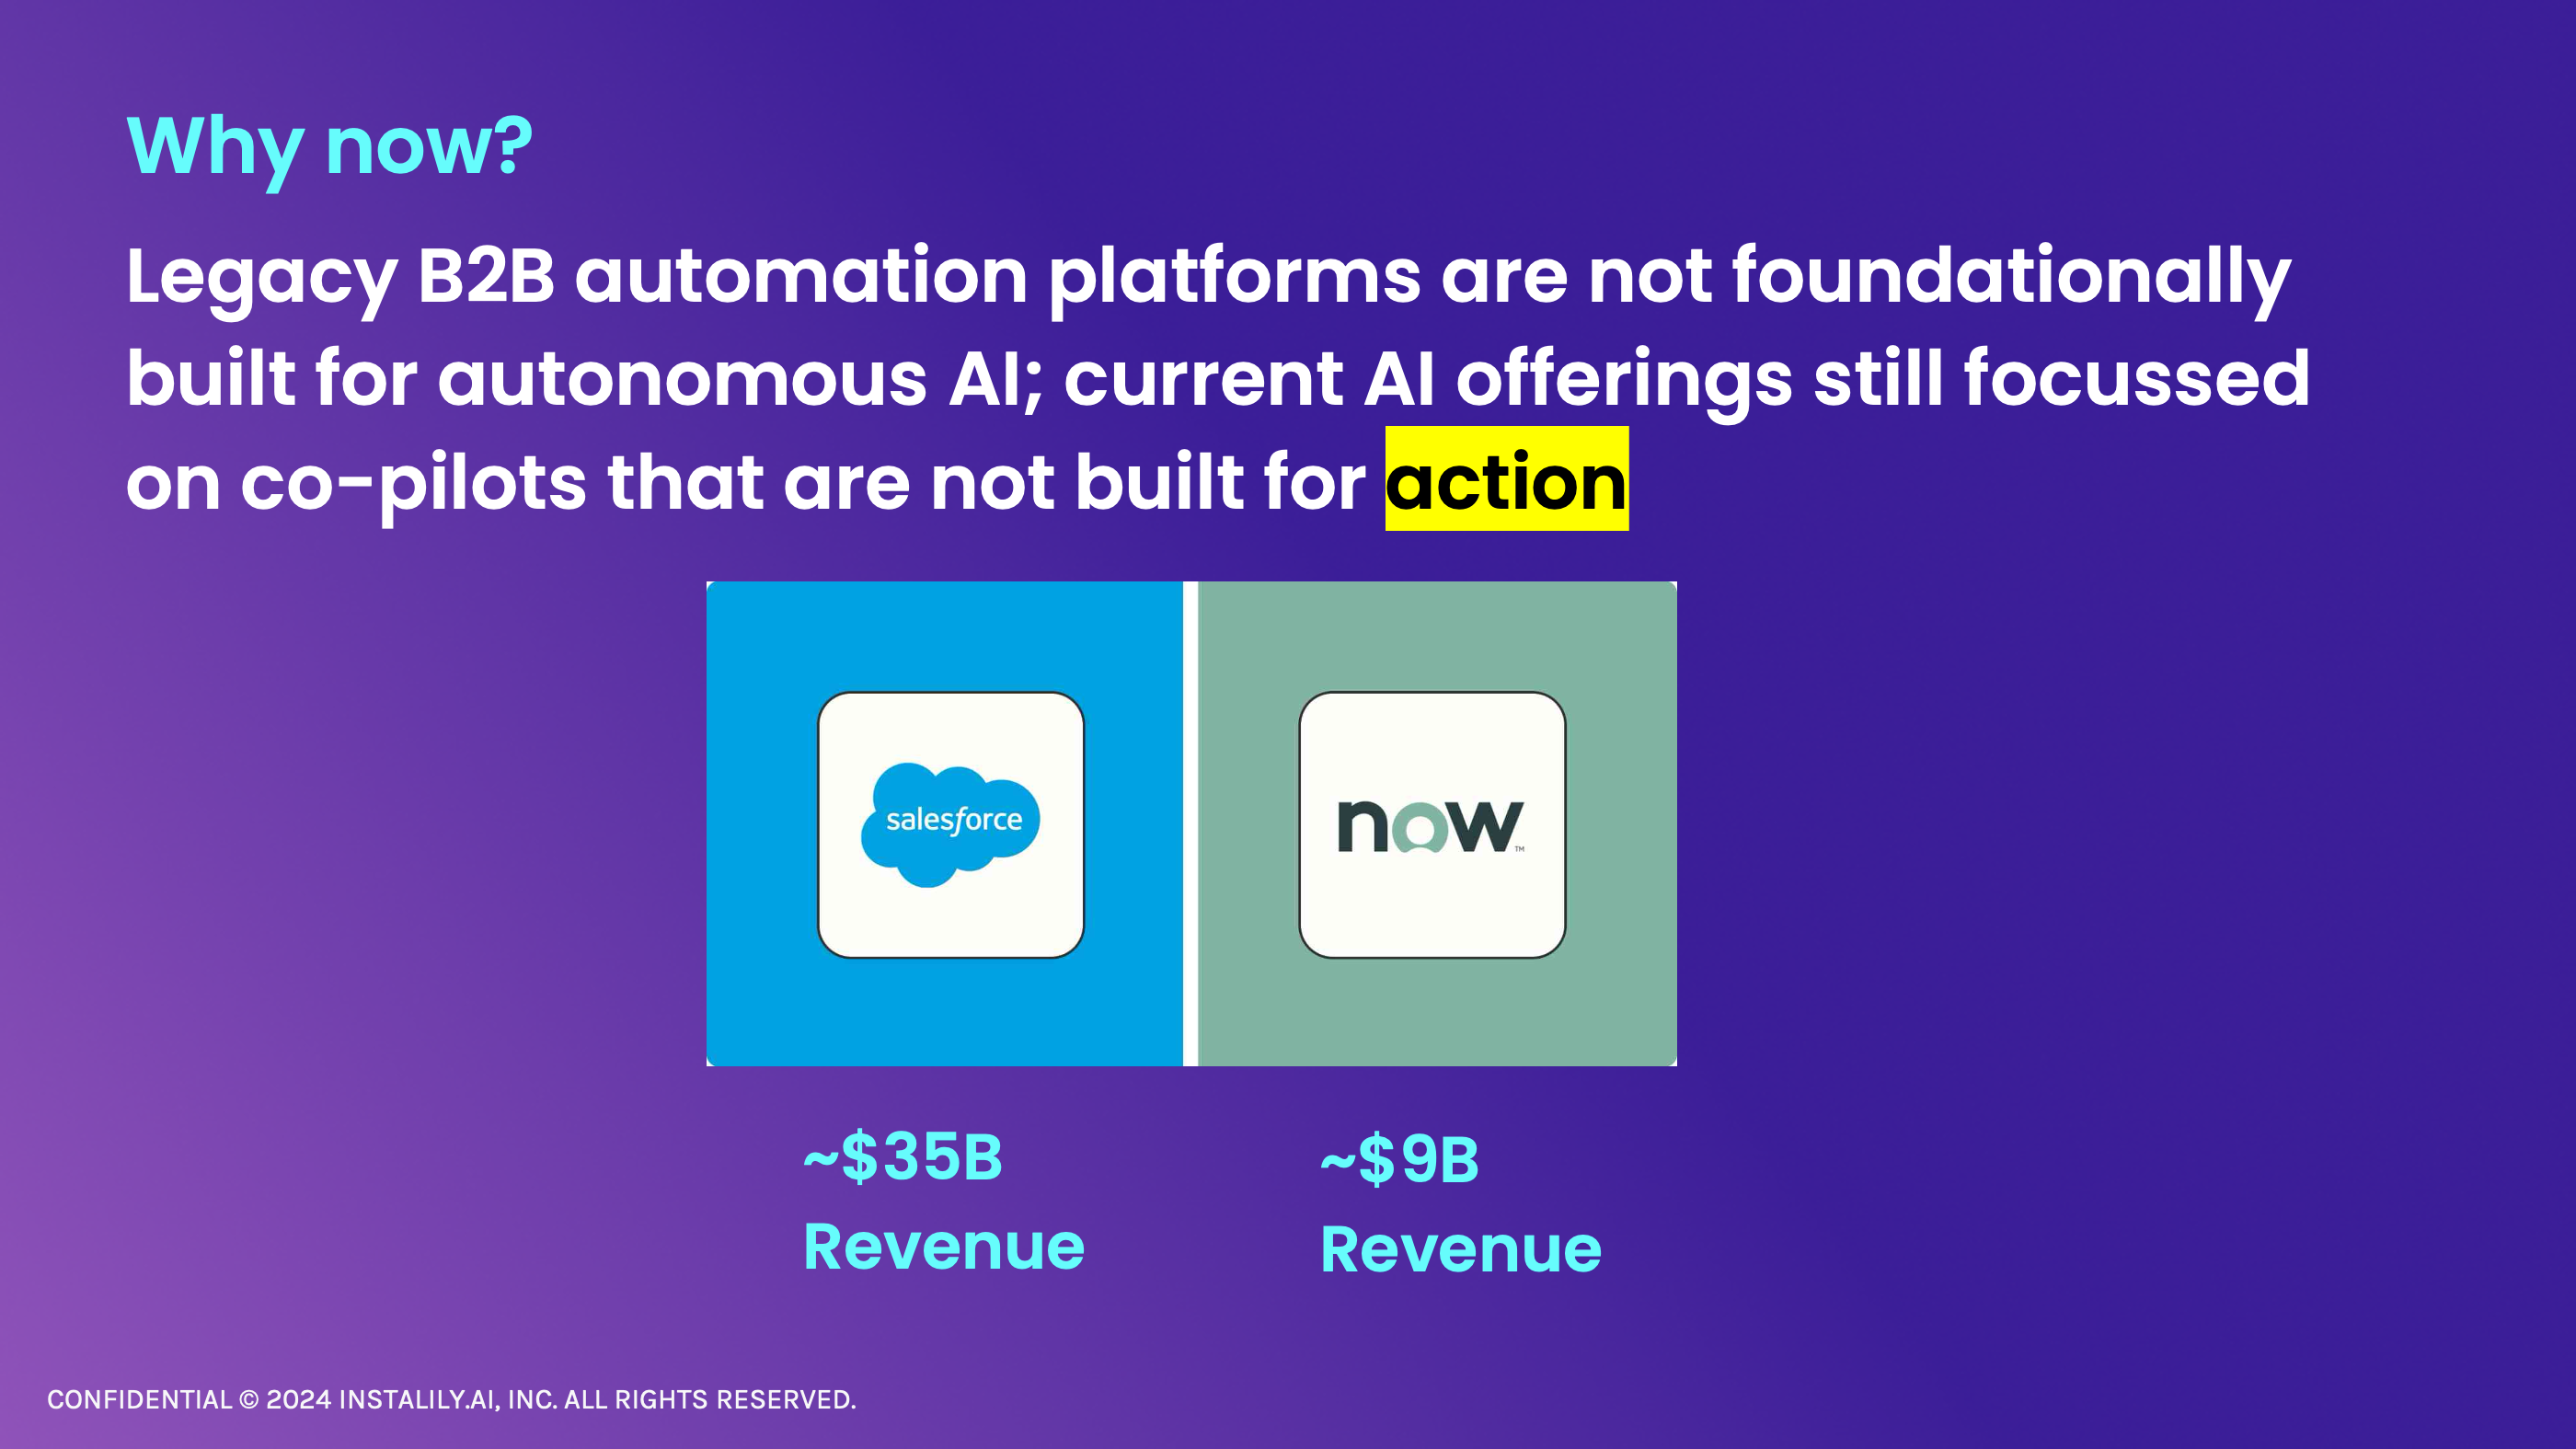 Why now?
Legacy B2B automation platforms are not foundationally
built for autonomous AI; current AI offerings still focussed
on co-pilots that are not built for action
salesforce
now™
~$35B
Revenue
~$9B
Revenue
CONFIDENTIAL © 2024 INSTALILY.AI, INC. ALL RIGHTS RESERVED.